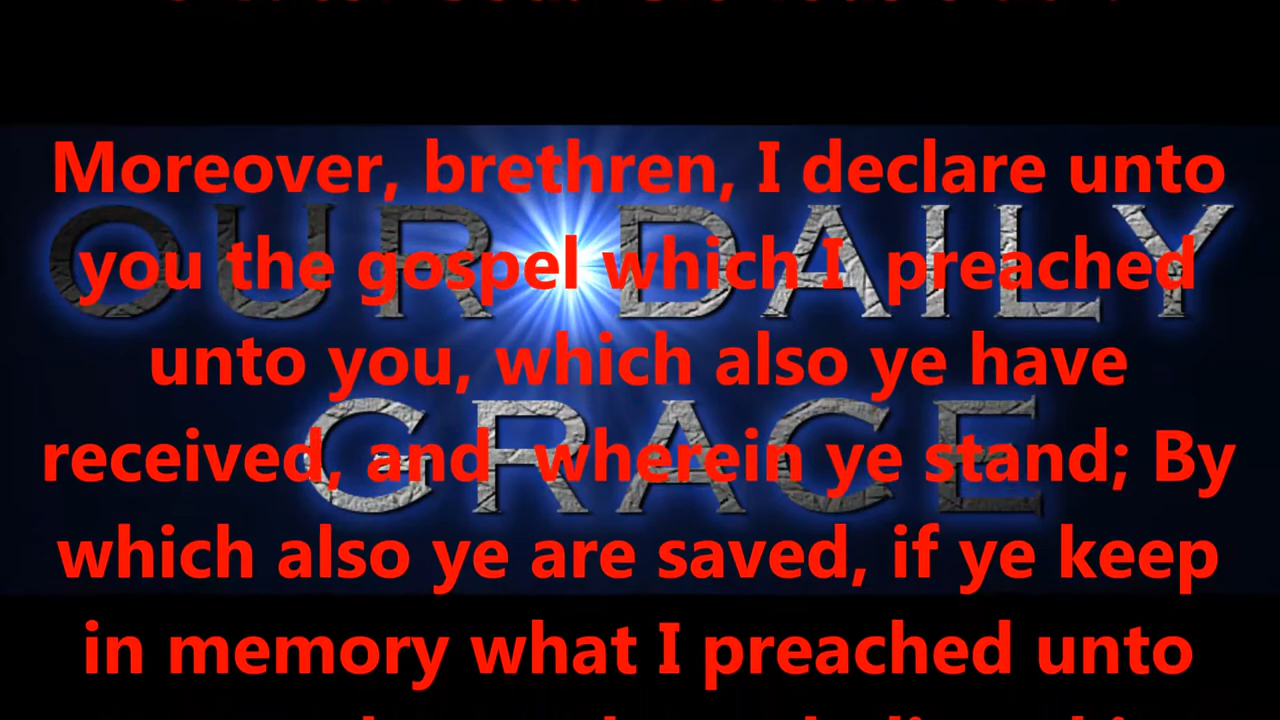 Moreover, brethren, I declare unto
OUR DAILY
you the gospel which I preached
unto you, which also ye have
GRACE
received, and wherein ye stand; By
which also ye are saved, if ye keep
in memory what I preached unto